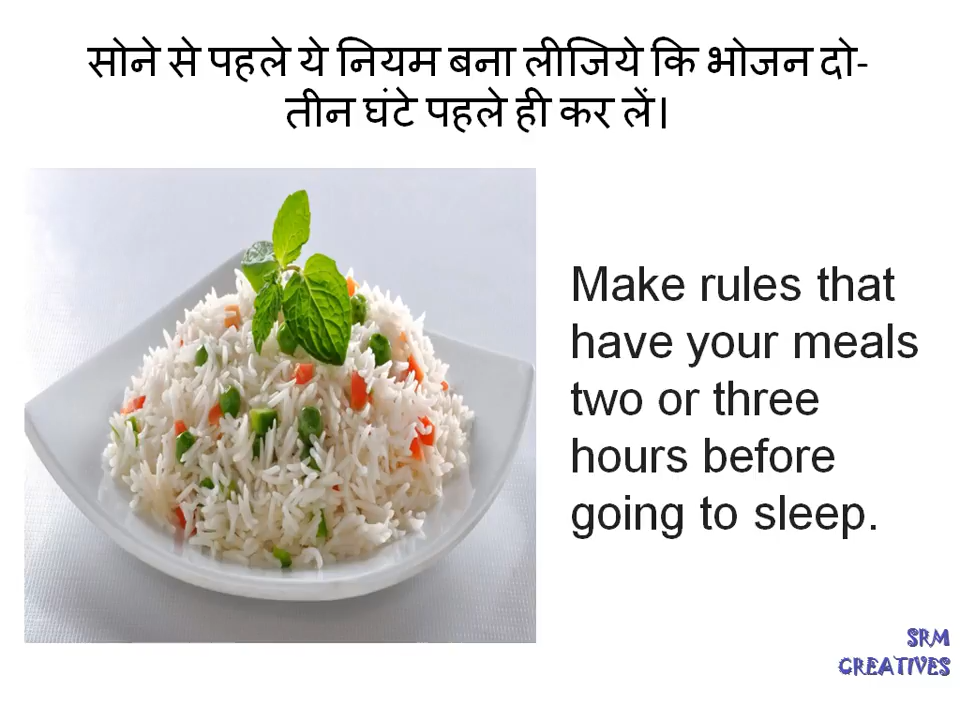 सोने से पहले ये नियम बना लीजिये कि भोजन दो-
तीन घंटे पहले ही कर लें।
Make rules that
have your meals
two or three
hours before
going to sleep.
SRM
CREATIVES